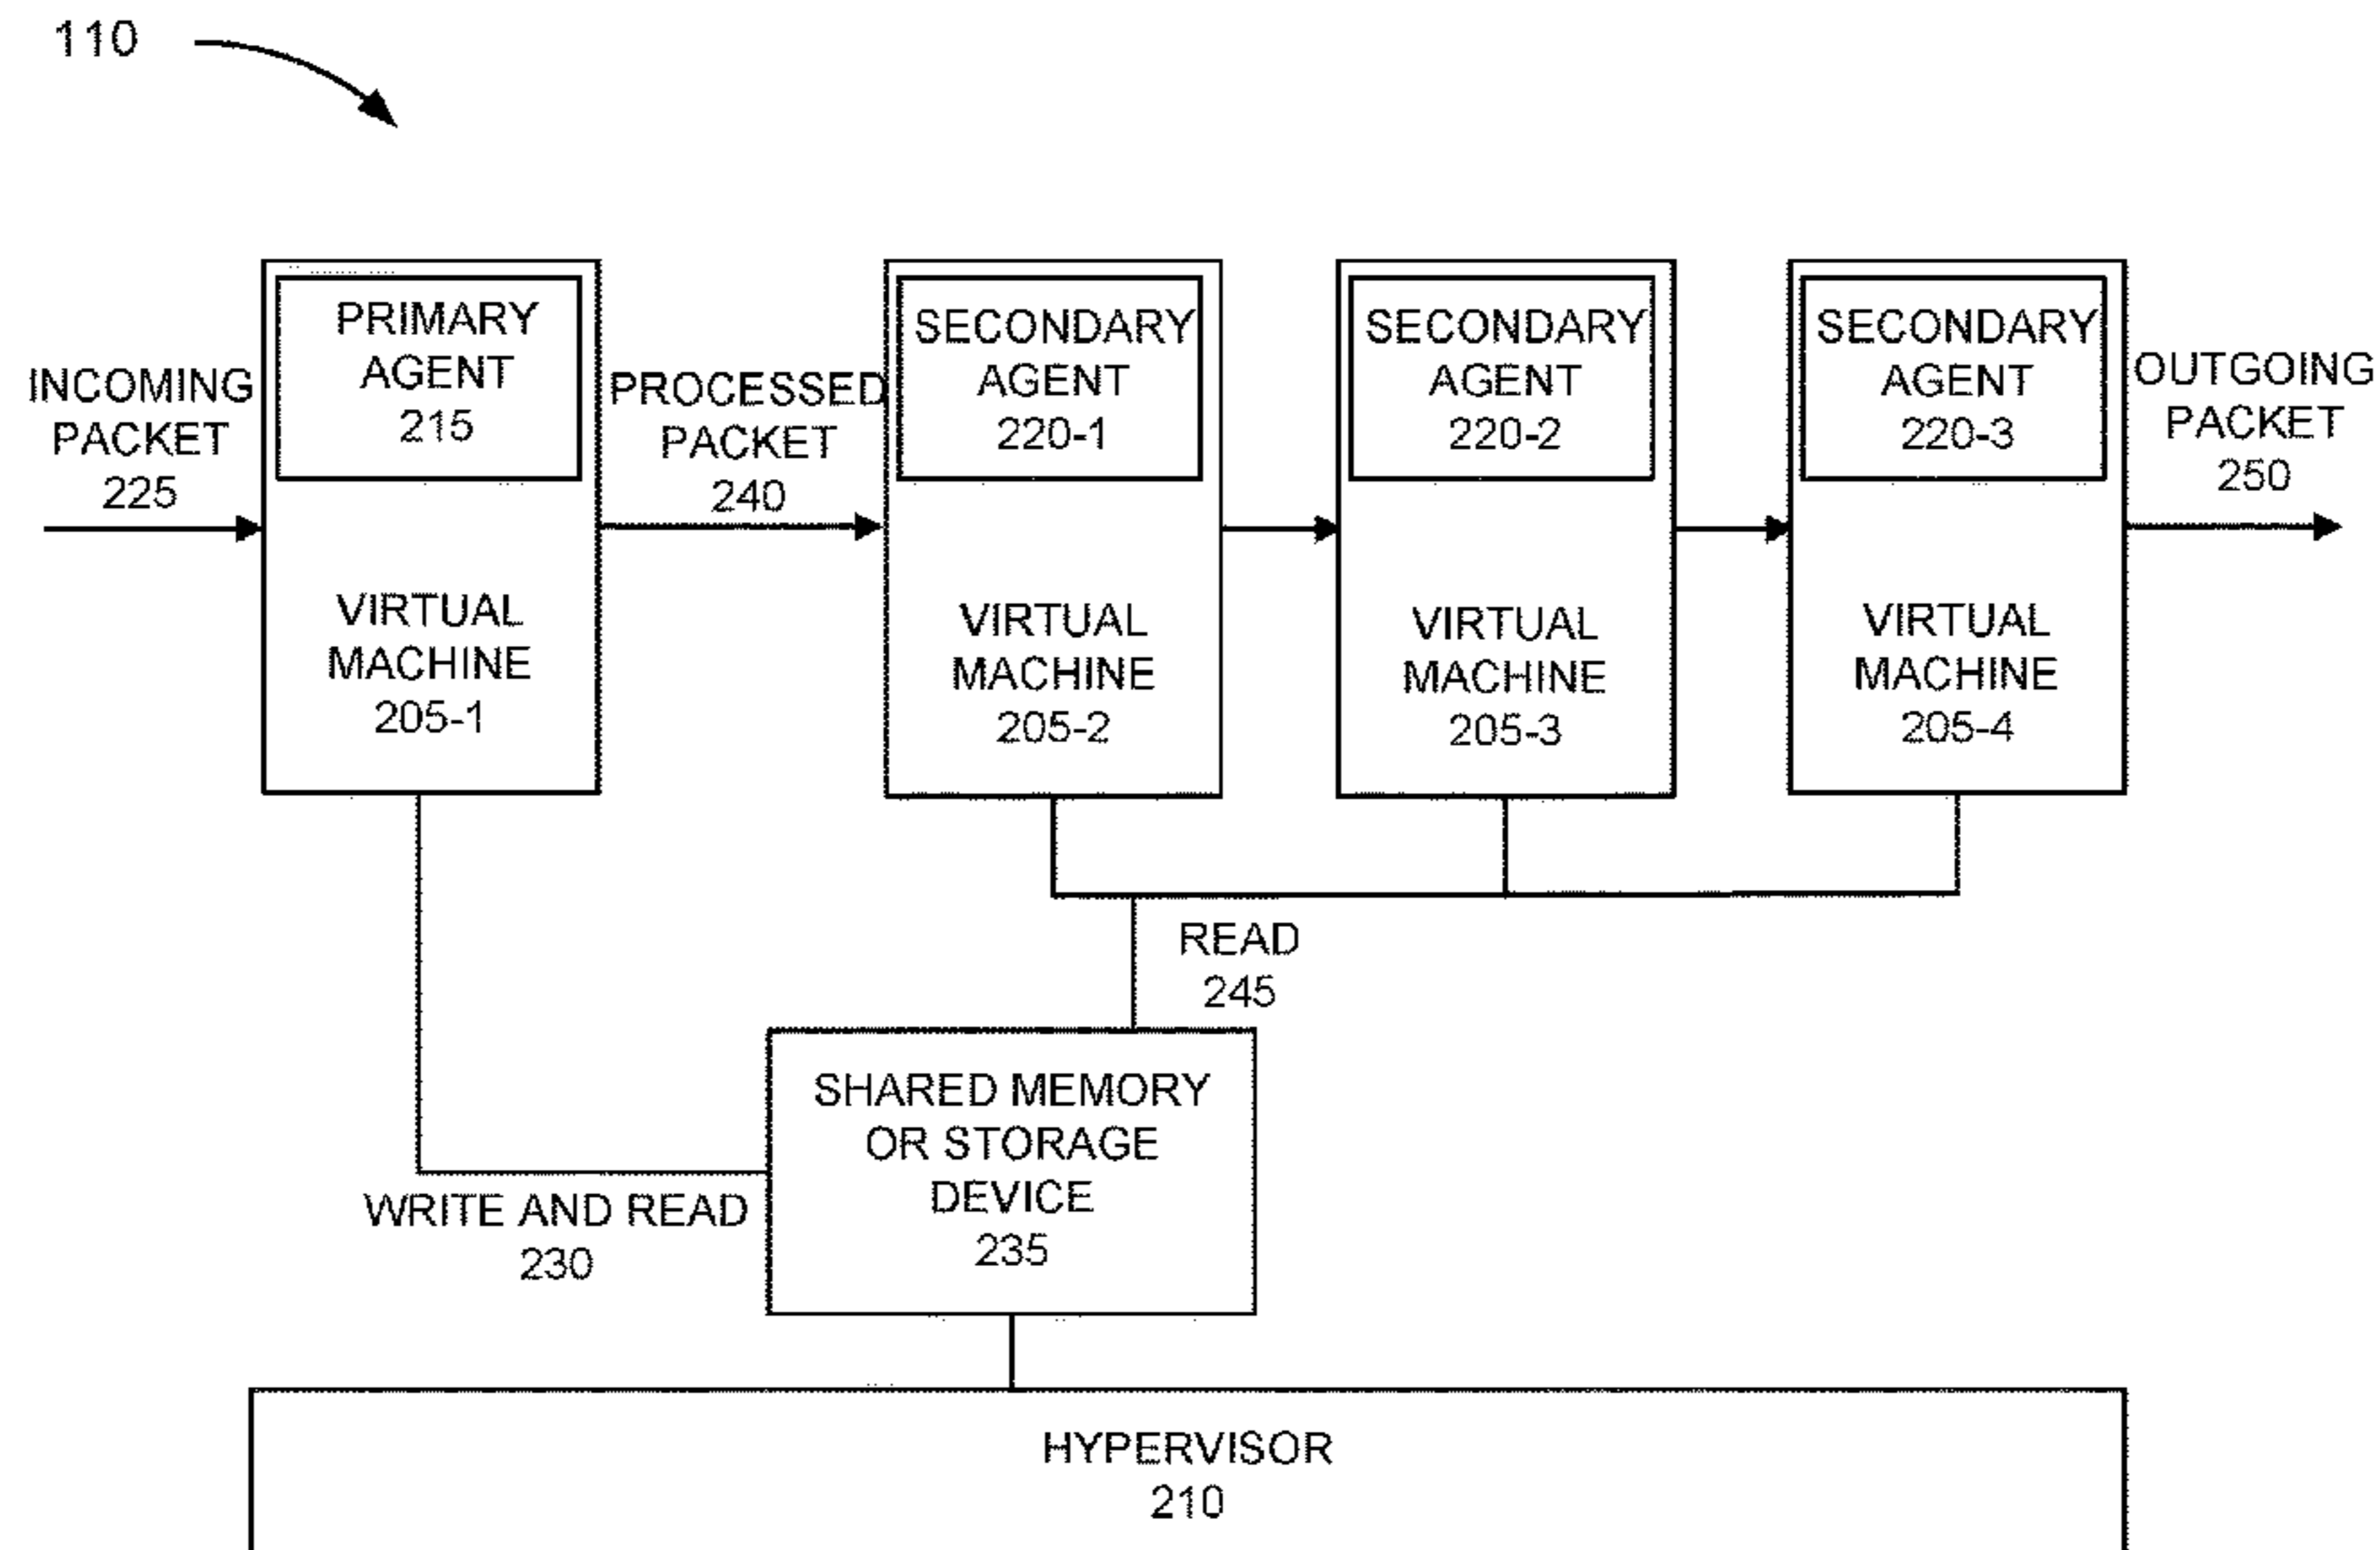 110
INCOMING
PACKET
225
PRIMARY
AGENT
215
VIRTUAL
MACHINE
205-1
PROCESSED
PACKET
240
SECONDARY
AGENT
220-1
VIRTUAL
MACHINE
205-2
SECONDARY
AGENT
220-2
VIRTUAL
MACHINE
205-3
SECONDARY
AGENT
220-3
VIRTUAL
MACHINE
205-4
OUTGOING
PACKET
250
READ
245
WRITE AND READ
230
SHARED MEMORY
OR STORAGE
DEVICE
235
HYPERVISOR
210